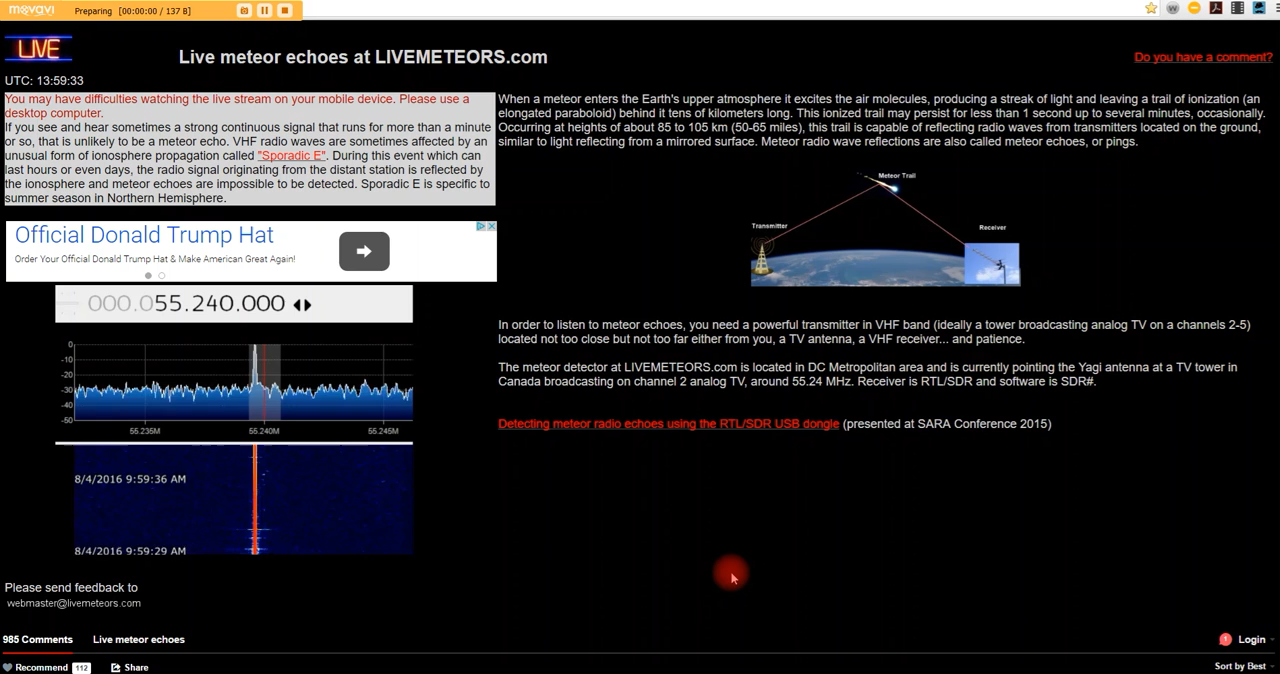 movavi Preparing [00:00:00 / 137 B]
LIVE
Live meteor echoes at LIVEMETEORS.com
Do you have a comment?
UTC: 13:59:33
You may have difficulties watching the live stream on your mobile device. Please use a
desktop computer.
If you see and hear sometimes a strong continuous signal that runs for more than a minute
or so, that is unlikely to be a meteor echo. VHF radio waves are sometimes affected by an
unusual form of ionosphere propagation called "Sporadic E". During this event which can
last hours or even days, the radio signal originating from the distant station is reflected by
the ionosphere and meteor echoes are impossible to be detected. Sporadic E is specific to
summer season in Northern Hemisphere.
When a meteor enters the Earth's upper atmosphere it excites the air molecules, producing a streak of light and leaving a trail of ionization (an
elongated paraboloid) behind it tens of kilometers long. This ionized trail may persist for less than 1 second up to several minutes, occasionally.
Occurring at heights of about 85 to 105 km (50-65 miles), this trail is capable of reflecting radio waves from transmitters located on the ground,
similar to light reflecting from a mirrored surface. Meteor radio wave reflections are also called meteor echoes, or pings.
Meteor Trail
Transmitter
Receiver
Official Donald Trump Hat
Order Your Official Donald Trump Hat & Make American Great Again!
000.055.240.000
0
-10
-20
-30
-40
-50
55.235M
55.240M
55.245M
8/4/2016 9:59:36 AM
8/4/2016 9:59:29 AM
In order to listen to meteor echoes, you need a powerful transmitter in VHF band (ideally a tower broadcasting analog TV on a channels 2-5)
located not too close but not too far either from you, a TV antenna, a VHF receiver... and patience.
The meteor detector at LIVEMETEORS.com is located in DC Metropolitan area and is currently pointing the Yagi antenna at a TV tower in
Canada broadcasting on channel 2 analog TV, around 55.24 MHz. Receiver is RTL/SDR and software is SDR#.
Detecting meteor radio echoes using the RTL/SDR USB dongle (presented at SARA Conference 2015)
Please send feedback to
webmaster@livemeteors.com
985 Comments Live meteor echoes
1 Login
Recommend 112 Share
Sort by Best